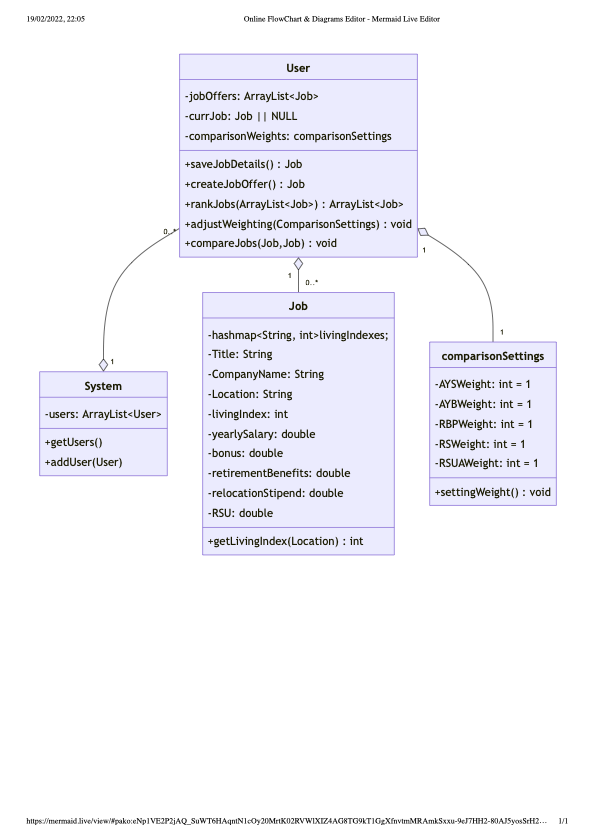 19/02/2022, 22:05
Online FlowChart & Diagrams Editor - Mermaid Live Editor
User
-jobOffers: ArrayList<Job>
-currJob: Job || NULL
-comparisonWeights: comparisonSettings
+saveJobDetails() : Job
+createJobOffer() : Job
+rankJobs(ArrayList<Job>) : ArrayList<Job>
+adjustWeighting(ComparisonSettings) : void
+compareJobs(Job,Job) : void
0..*
1
1
0..*
1
1
System
-users: ArrayList<User>
+getUsers()
+addUser(User)
Job
-hashmap<String, int>livingIndexes;
-Title: String
-CompanyName: String
-Location: String
-livingIndex: int
-yearlySalary: double
-bonus: double
-retirementBenefits: double
-relocationStipend: double
-RSU: double
+getLivingIndex(Location) : int
comparisonSettings
-AYSWeight: int = 1
-AYBWeight: int = 1
-RBPWeight: int = 1
-RSWeight: int = 1
-RSUAWeight: int = 1
+settingWeight() : void
https://mermaid.live/view/#pako:eNp1VE2P2jAQ_SuWT6HAqntN1cOy20MrtK02RVWlXIZ4AG8TG9kT1GgXfnvtmMRAmkSxxu-9eJ7HH2-80AJ5yosSrH2…
1/1